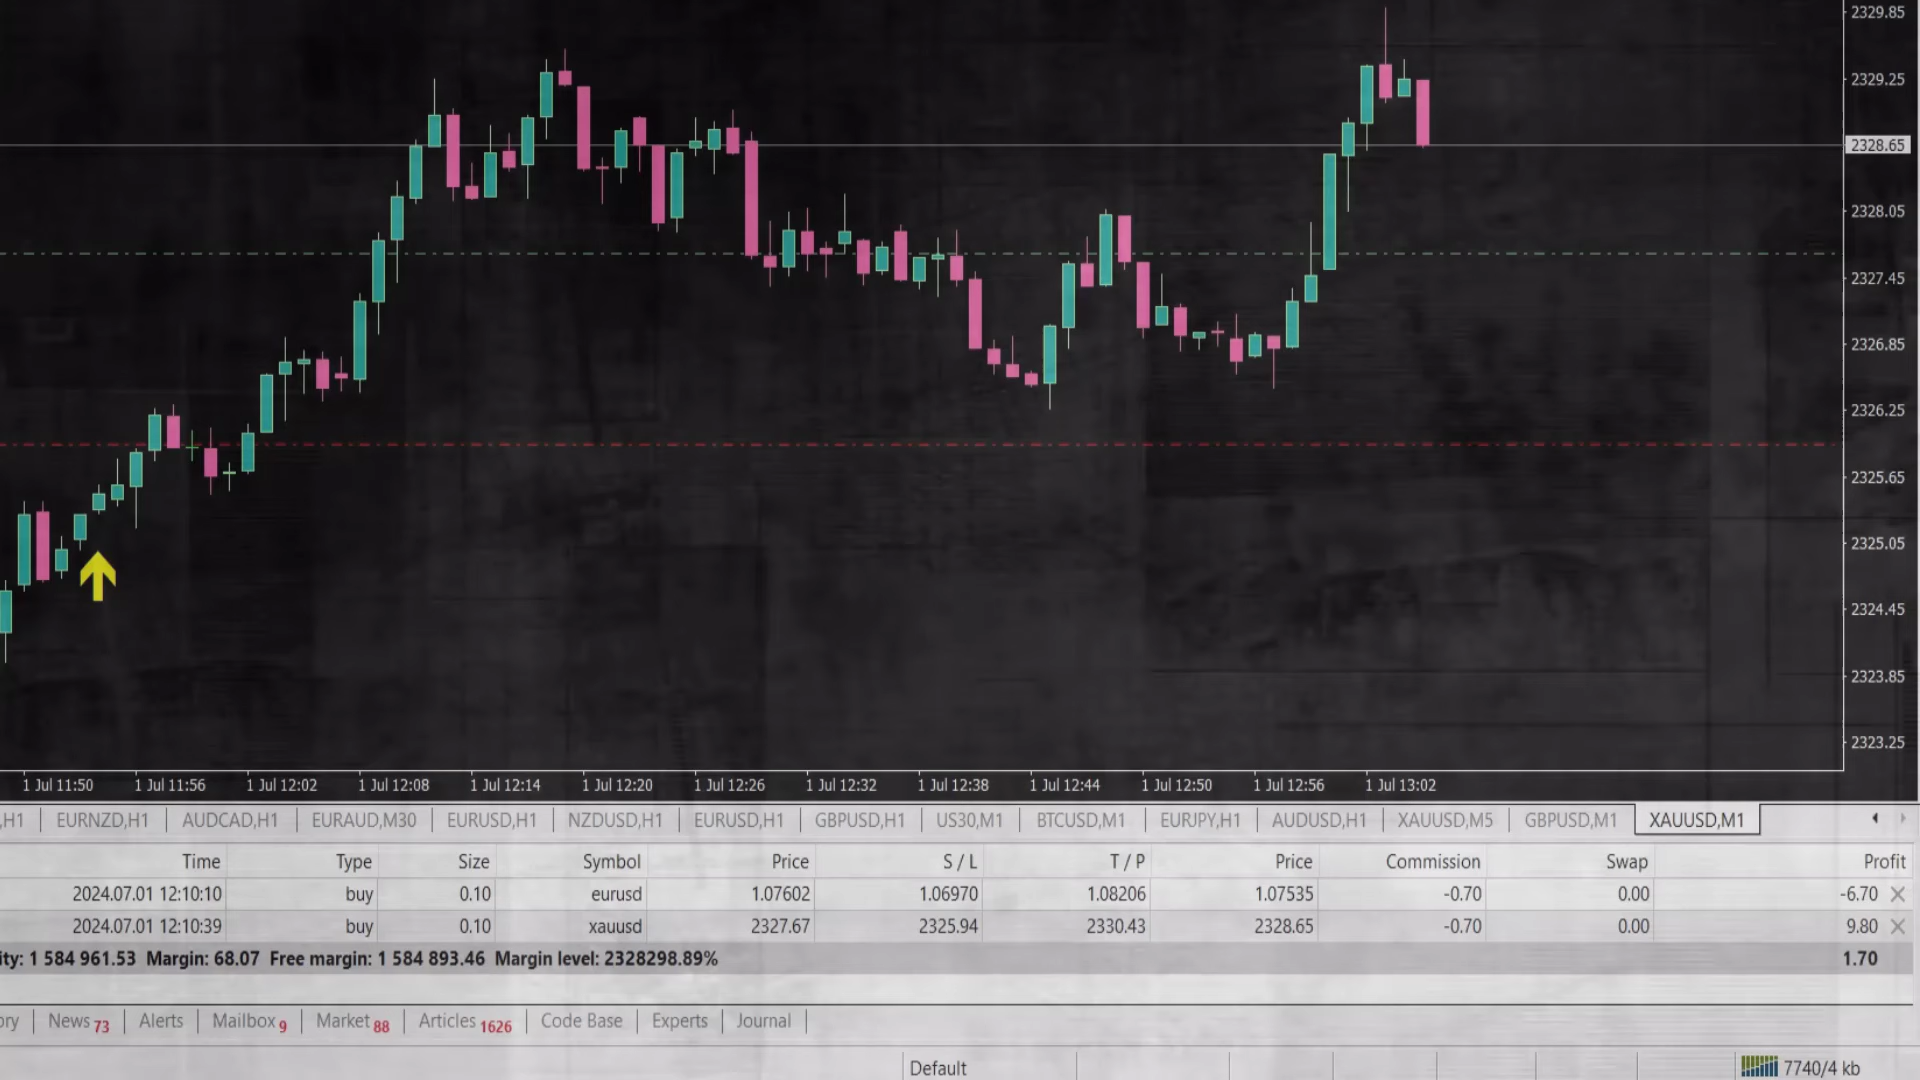 2329.85
2329.25
2328.65
2328.05
2327.45
2326.85
2326.25
2325.65
2325.05
2324.45
2323.85
2323.25
1 Jul 11:50 1 Jul 11:56 1 Jul 12:02 1 Jul 12:08 1 Jul 12:14 1 Jul 12:20 1 Jul 12:26 1 Jul 12:32 1 Jul 12:38 1 Jul 12:44 1 Jul 12:50 1 Jul 12:56 1 Jul 13:02
,H1 EURNZD,H1 AUDCAD,H1 EURAUD,M30 EURUSD,H1 NZDUSD,H1 EURUSD,H1 GBPUSD,H1 US30,M1 BTCUSD,M1 EURJPY,H1 AUDUSD,H1 XAUUSD,M5 GBPUSD,M1 XAUUSD,M1
Time Type Size Symbol Price S / L T / P Price Commission Swap Profit
2024.07.01 12:10:10 buy 0.10 eurusd 1.07602 1.06970 1.08206 1.07535 -0.70 0.00 -6.70
2024.07.01 12:10:39 buy 0.10 xauusd 2327.67 2325.94 2330.43 2328.65 -0.70 0.00 9.80
ity: 1 584 961.53 Margin: 68.07 Free margin: 1 584 893.46 Margin level: 2328298.89% 1.70
ory News 73 Alerts Mailbox 9 Market 88 Articles 1626 Code Base Experts Journal
Default 7740/4 kb